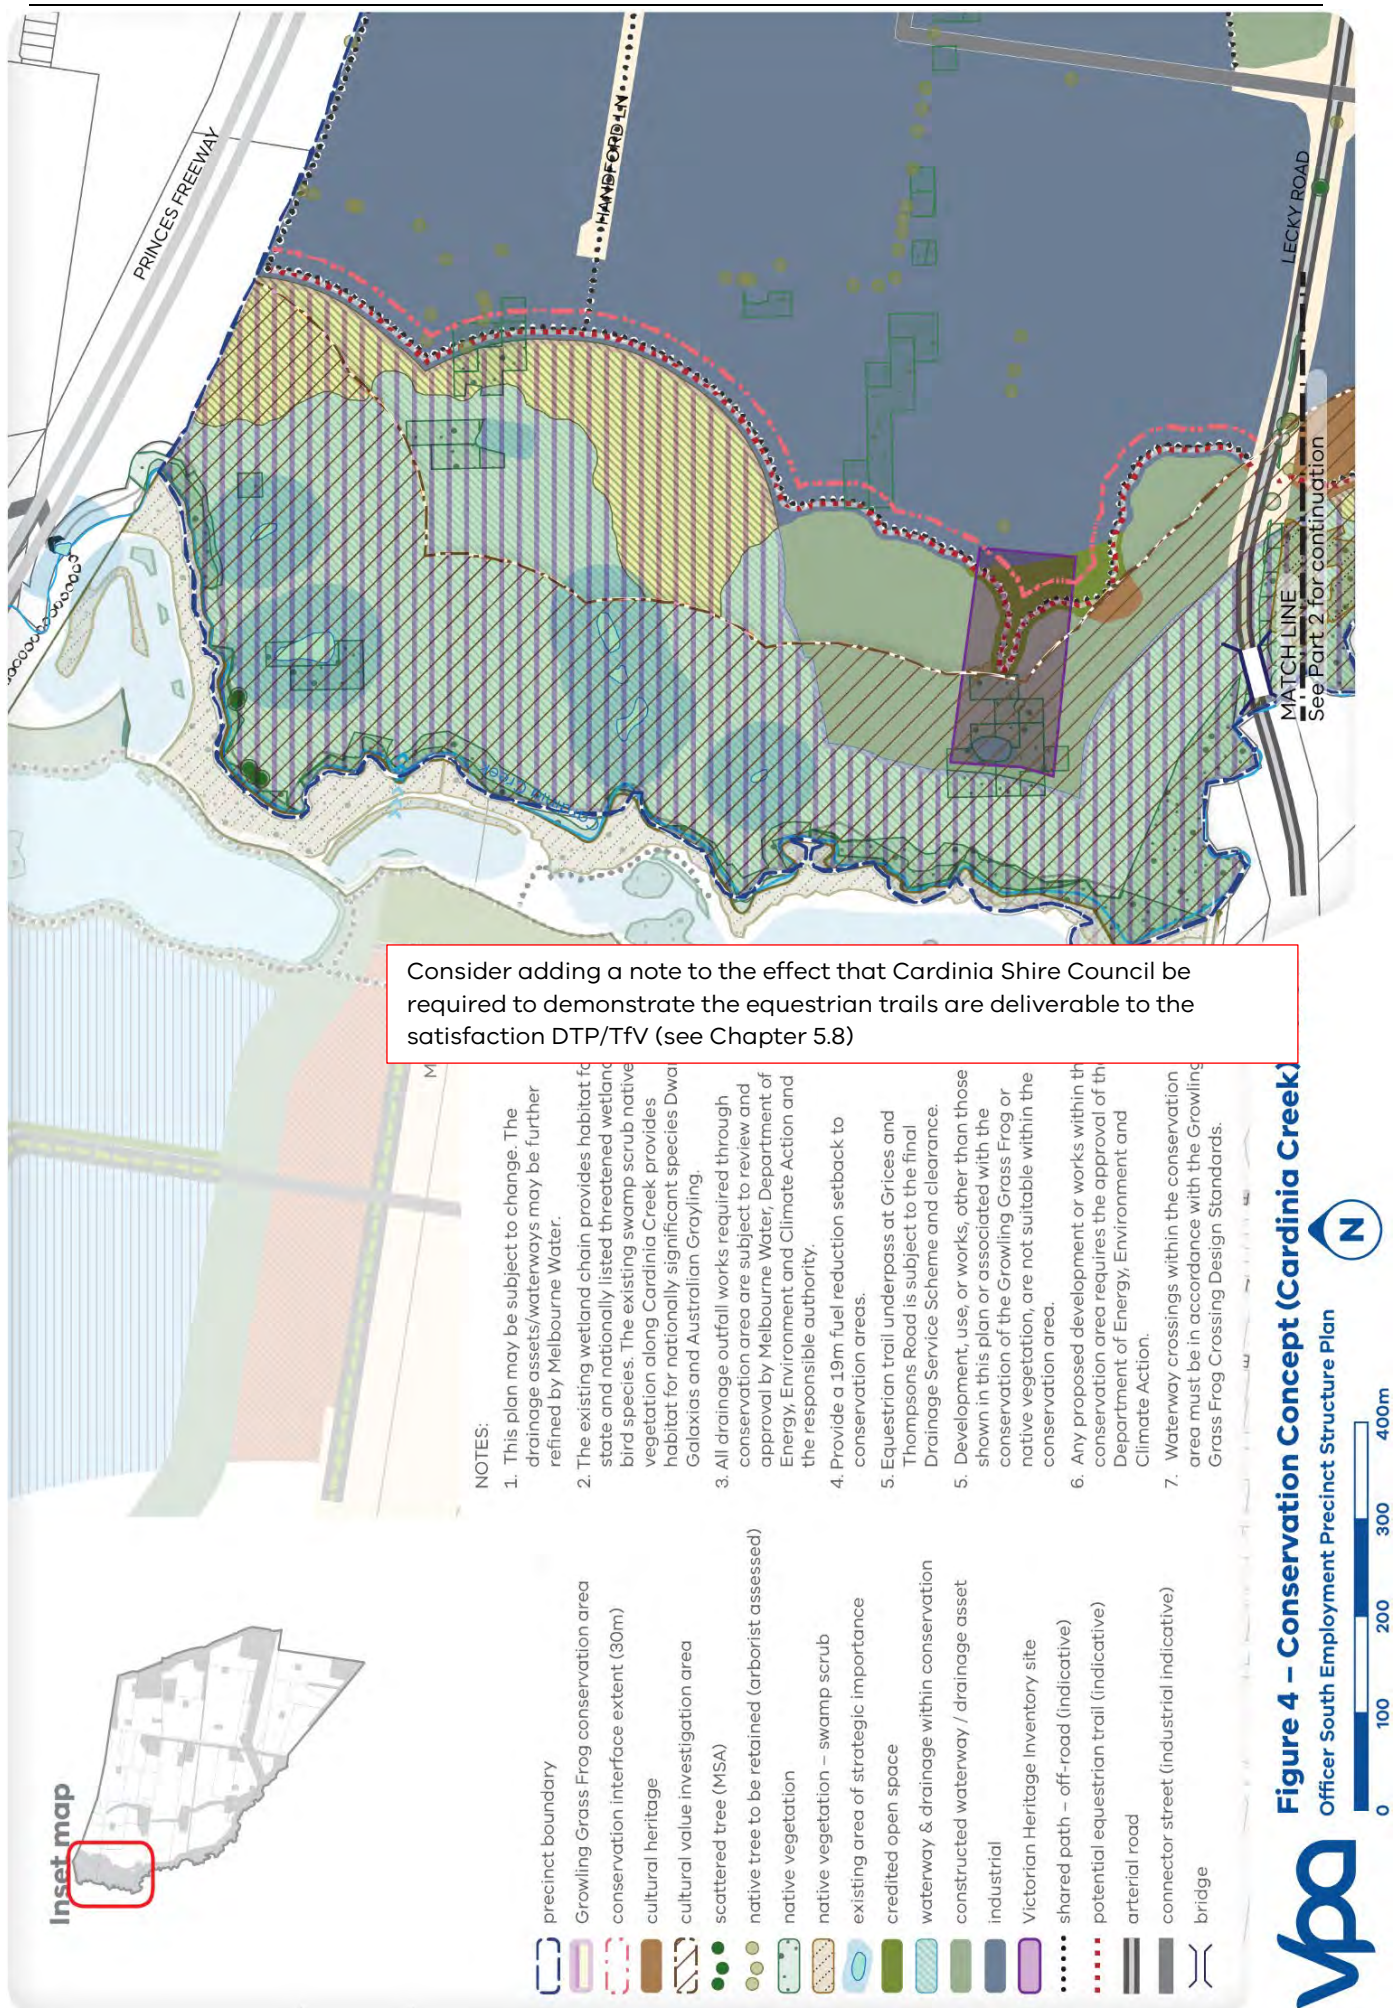 PRINCES FREEWAY
HANDFORD LN
LECKY ROAD
MATCH LINE
See Part 2 for continuation
Consider adding a note to the effect that Cardinia Shire Council be
required to demonstrate the equestrian trails are deliverable to the
satisfaction DTP/TfV (see Chapter 5.8)
Inset map
precinct boundary
Growling Grass Frog conservation area
conservation interface extent (30m)
cultural heritage
cultural value investigation area
scattered tree (MSA)
native tree to be retained (arborist assessed)
native vegetation
native vegetation – swamp scrub
existing area of strategic importance
credited open space
waterway & drainage within conservation
constructed waterway / drainage asset
industrial
Victorian Heritage Inventory site
shared path – off-road (indicative)
potential equestrian trail (indicative)
arterial road
connector street (industrial indicative)
bridge
NOTES:
1. This plan may be subject to change. The
drainage assets/waterways may be further
refined by Melbourne Water.
2. The existing wetland chain provides habitat
state and nationally listed threatened
bird species. The existing swamp scrub native
vegetation along Cardinia Creek provides
habitat for nationally significant species
Galaxias and Australian Grayling.
3. All drainage outfall works required through
conservation area are subject to review and
approval by Melbourne Water, Department of
Energy, Environment and Climate Action and
the responsible authority.
4. Provide a 19m fuel reduction setback to
conservation areas.
5. Equestrian trail underpass at Grices and
Thompsons Road is subject to the final
Drainage Service Scheme and clearance.
5. Development, use, or works, other than those
shown in this plan or associated with the
conservation of the Growling Grass Frog or
native vegetation, are not suitable within the
conservation area.
6. Any proposed development or works within
conservation area requires the approval of
Department of Energy, Environment and
Climate Action.
7. Waterway crossings within the conservation
area must be in accordance with the Growling
Grass Frog Crossing Design Standards.
vpa
Figure 4 – Conservation Concept (Cardinia Creek)
Officer South Employment Precinct Structure Plan
0 100 200 300 400m
N